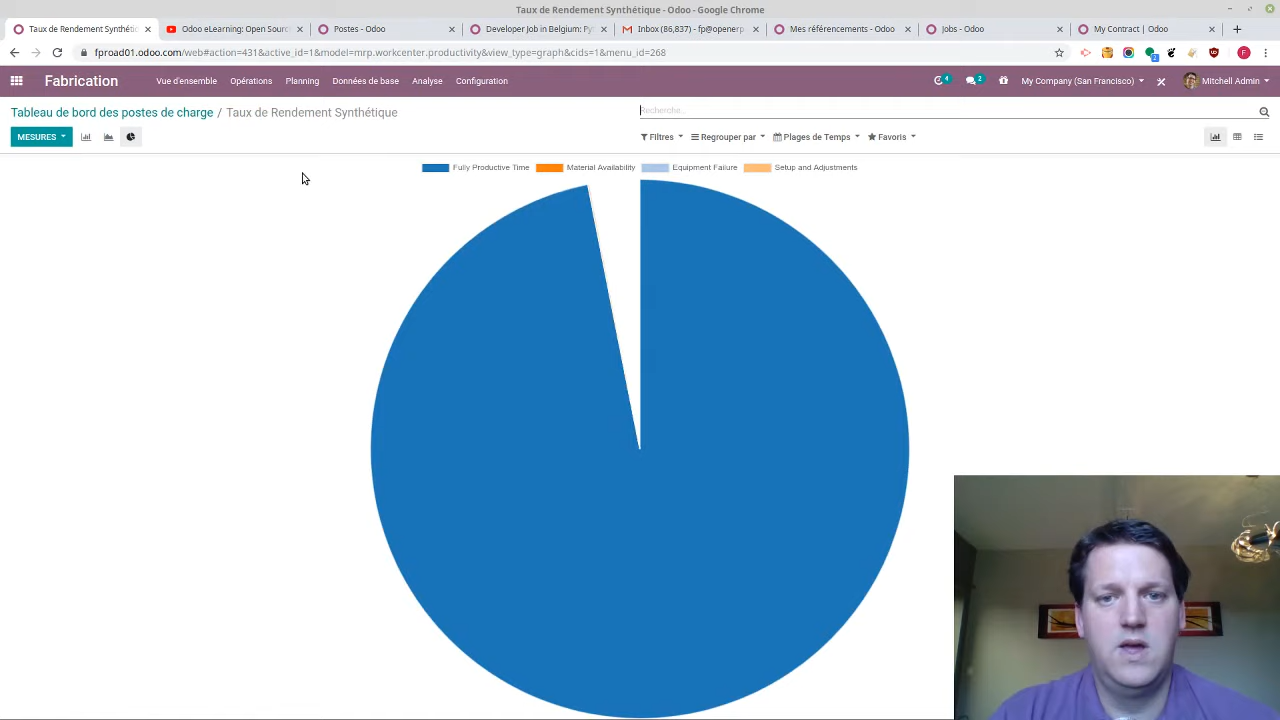 Taux de Rendement Synthétique - Odoo - Google Chrome
Taux de Rendement Synthétic
Odoo eLearning: Open Sourc
Postes - Odoo
Developer Job in Belgium: Py
Inbox (86,837) - fp@openerp
Mes référencements - Odoo
Jobs - Odoo
My Contract | Odoo
fproad01.odoo.com/web#action=431&active_id=1&model=mrp.workcenter.productivity&view_type=graph&cids=1&menu_id=268
2
F
Fabrication
Vue d'ensemble
Opérations
Planning
Données de base
Analyse
Configuration
4
2
My Company (San Francisco)
Mitchell Admin
Tableau de bord des postes de charge / Taux de Rendement Synthétique
Recherche...
MESURES
Filtres
Regrouper par
Plages de Temps
Favoris
Fully Productive Time
Material Availability
Equipment Failure
Setup and Adjustments